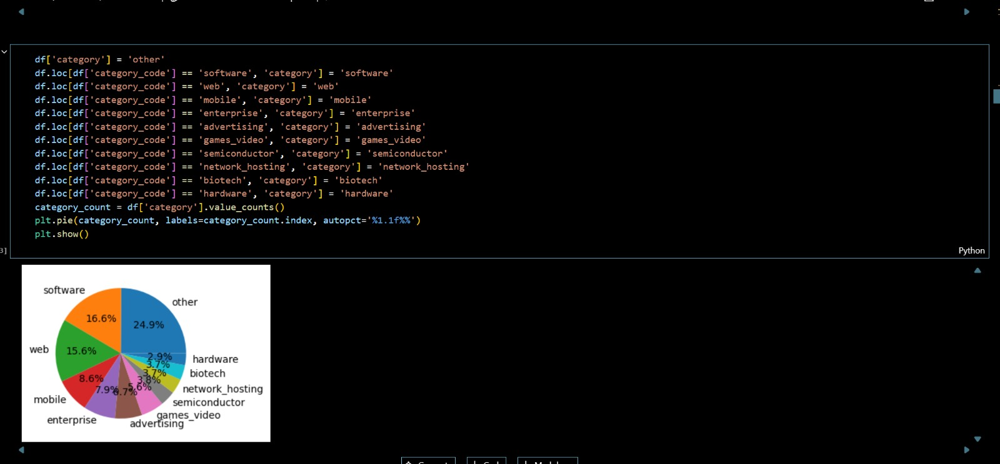 df['category'] = 'other'
df.loc[df['category_code'] == 'software', 'category'] = 'software'
df.loc[df['category_code'] == 'web', 'category'] = 'web'
df.loc[df['category_code'] == 'mobile', 'category'] = 'mobile'
df.loc[df['category_code'] == 'enterprise', 'category'] = 'enterprise'
df.loc[df['category_code'] == 'advertising', 'category'] = 'advertising'
df.loc[df['category_code'] == 'games_video', 'category'] = 'games_video'
df.loc[df['category_code'] == 'semiconductor', 'category'] = 'semiconductor'
df.loc[df['category_code'] == 'network_hosting', 'category'] = 'network_hosting'
df.loc[df['category_code'] == 'biotech', 'category'] = 'biotech'
df.loc[df['category_code'] == 'hardware', 'category'] = 'hardware'
category_count = df['category'].value_counts()
plt.pie(category_count, labels=category_count.index, autopct='%1.1f%%')
plt.show()
3]
Python
software
other
16.6%
24.9%
web
15.6%
2.9%
hardware
3.7%
biotech
3.7%
8.6%
3.8%
7.9%
6.7%
5.6%
network_hosting
mobile
semiconductor
games_video
enterprise
advertising